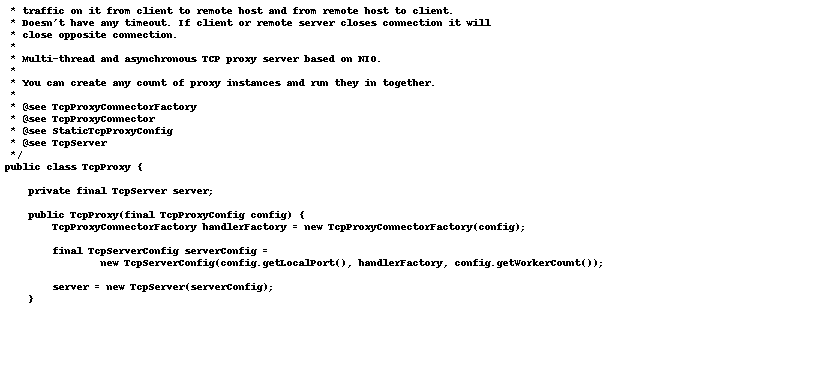 * traffic on it from client to remote host and from remote host to client.
 * Doesn't have any timeout. If client or remote server closes connection it will
 * close opposite connection.
 *
 * Multi-thread and asynchronous TCP proxy server based on NIO.
 *
 * You can create any count of proxy instances and run they in together.
 *
 * @see TcpProxyConnectorFactory
 * @see TcpProxyConnector
 * @see StaticTcpProxyConfig
 * @see TcpServer
 */
public class TcpProxy {

    private final TcpServer server;

    public TcpProxy(final TcpProxyConfig config) {
        TcpProxyConnectorFactory handlerFactory = new TcpProxyConnectorFactory(config);

        final TcpServerConfig serverConfig =
                new TcpServerConfig(config.getLocalPort(), handlerFactory, config.getWorkerCount());

        server = new TcpServer(serverConfig);
    }